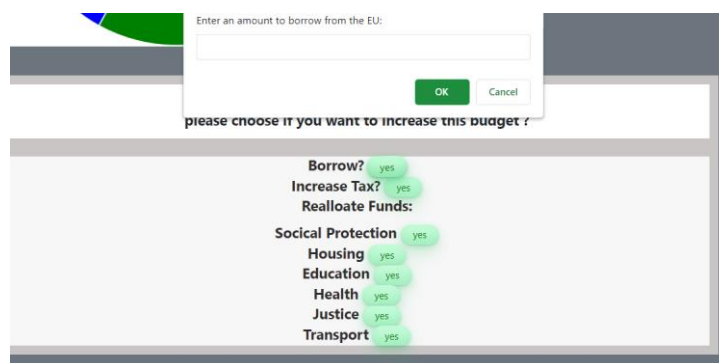 Enter an amount to borrow from the EU:
OK Cancel
please choose if you want to increase this budget ?
Borrow? yes
Increase Tax? yes
Realloate Funds:
Socical Protection yes
Housing yes
Education yes
Health yes
Justice yes
Transport yes